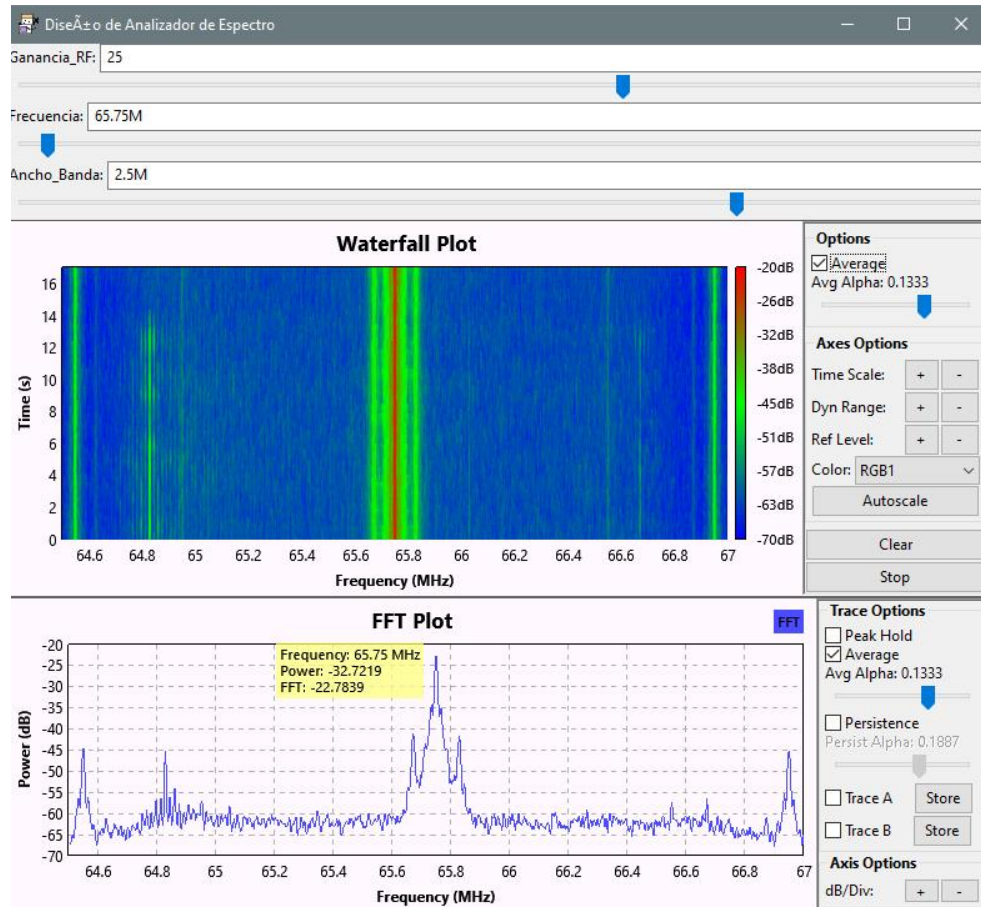 DiseÃ±o de Analizador de Espectro
Ganancia_RF: 25
Frecuencia: 65.75M
Ancho_Banda: 2.5M
Waterfall Plot
Time (s)
16
14
12
10
8
6
4
2
0
64.6 64.8 65 65.2 65.4 65.6 65.8 66 66.2 66.4 66.6 66.8 67
Frequency (MHz)
-20dB
-26dB
-32dB
-38dB
-45dB
-51dB
-57dB
-63dB
-70dB
Options
Average
Avg Alpha: 0.1333
Axes Options
Time Scale: + -
Dyn Range: + -
Ref Level: + -
Color: RGB1
Autoscale
Clear
Stop
FFT Plot
FFT
Power (dB)
-20
-25
-30
-35
-40
-45
-50
-55
-60
-65
-70
Frequency: 65.75 MHz
Power: -32.7219
FFT: -22.7839
64.6 64.8 65 65.2 65.4 65.6 65.8 66 66.2 66.4 66.6 66.8 67
Frequency (MHz)
Trace Options
Peak Hold
Average
Avg Alpha: 0.1333
Persistence
Persist Alpha: 0.1887
Trace A Store
Trace B Store
Axis Options
dB/Div: + -